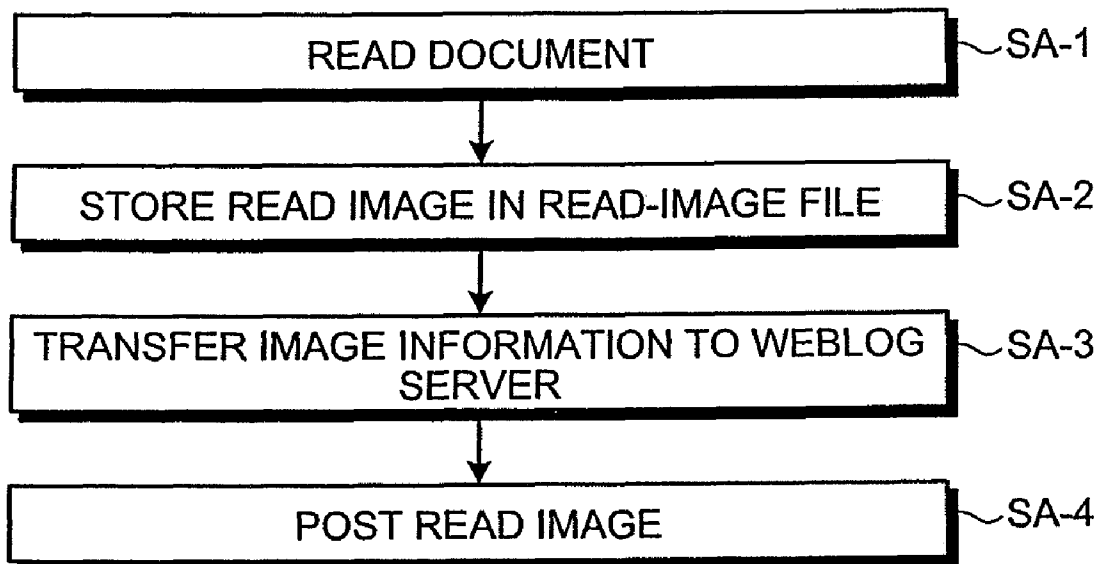 READ DOCUMENT
SA-1
STORE READ IMAGE IN READ-IMAGE FILE
SA-2
TRANSFER IMAGE INFORMATION TO WEBLOG
SERVER
SA-3
POST READ IMAGE
SA-4